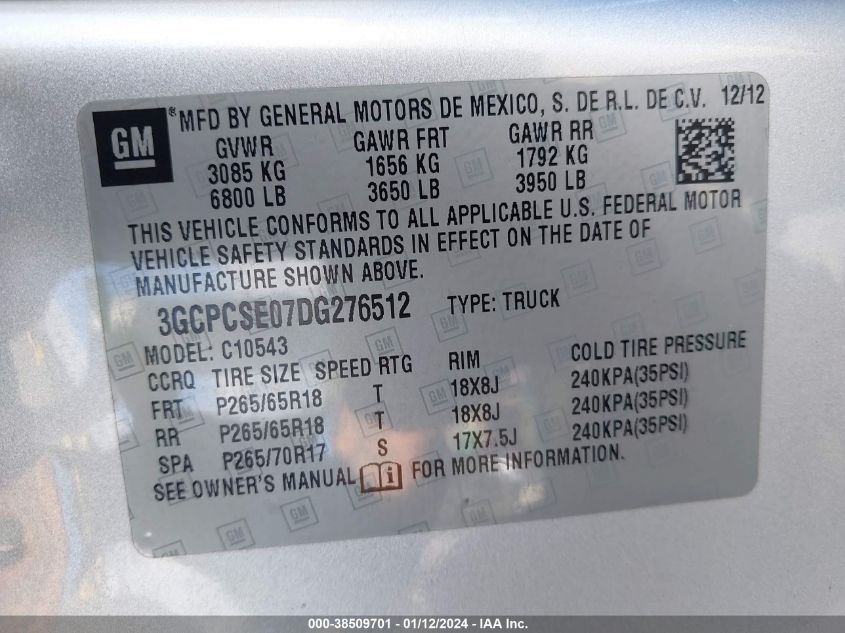 GM ® MFD BY GENERAL MOTORS DE MEXICO, S. DE R.L. DE C.V. 12/12
GVWR GAWR FRT GAWR RR
3085 KG 1656 KG 1792 KG
6800 LB 3650 LB 3950 LB
THIS VEHICLE CONFORMS TO ALL APPLICABLE U.S. FEDERAL MOTOR
VEHICLE SAFETY STANDARDS IN EFFECT ON THE DATE OF
MANUFACTURE SHOWN ABOVE.
3GCPCSE07DG276512 TYPE: TRUCK
MODEL: C10543
CCRQ TIRE SIZE SPEED RTG RIM COLD TIRE PRESSURE
FRT P265/65R18 T 18X8J 240KPA(35PSI)
RR P265/65R18 T 18X8J 240KPA(35PSI)
SPA P265/70R17 S 17X7.5J 240KPA(35PSI)
SEE OWNER'S MANUAL i FOR MORE INFORMATION.
000-38509701 - 01/12/2024 - IAA Inc.